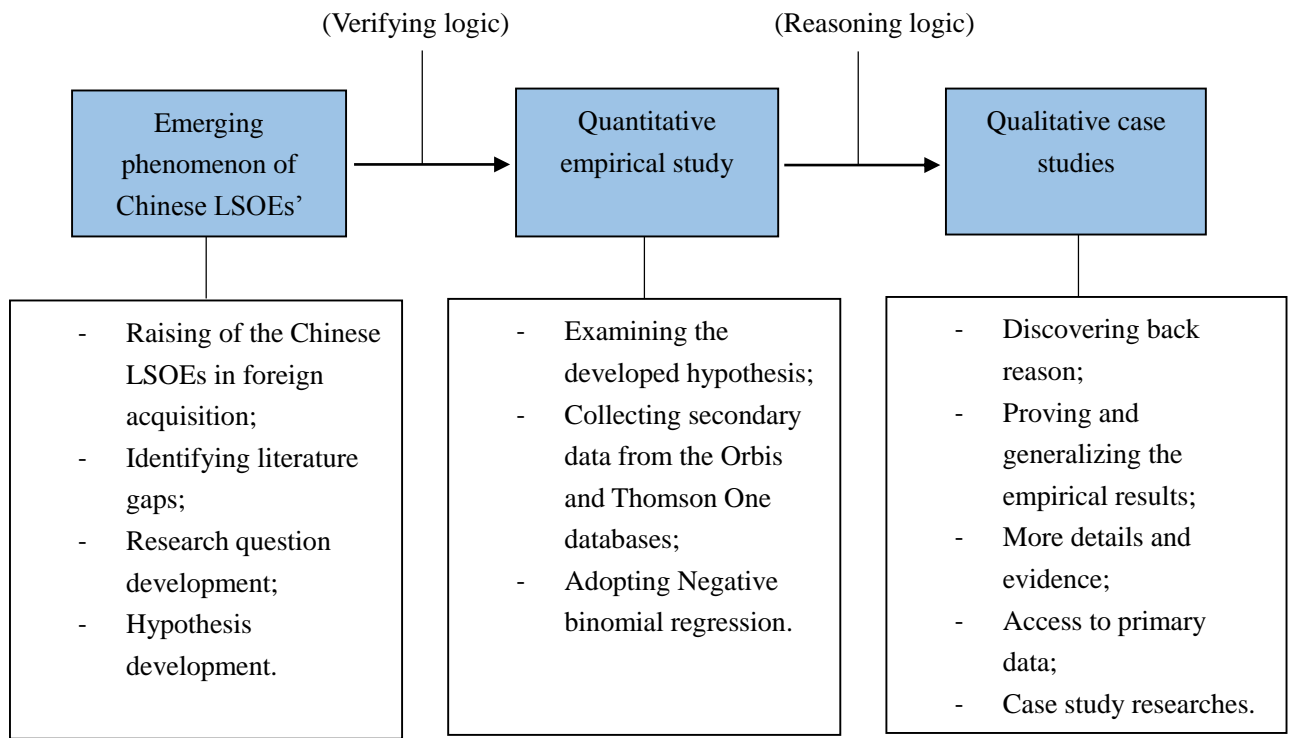 (Verifying logic)
(Reasoning logic)
Emerging
phenomenon of
Chinese LSOEs’
Quantitative
empirical study
Qualitative case
studies
- Raising of the Chinese
LSOEs in foreign
acquisition;
- Identifying literature
gaps;
- Research question
development;
- Hypothesis
development.
- Examining the
developed hypothesis;
- Collecting secondary
data from the Orbis
and Thomson One
databases;
- Adopting Negative
binomial regression.
- Discovering back
reason;
- Proving and
generalizing the
empirical results;
- More details and
evidence;
- Access to primary
data;
- Case study researches.